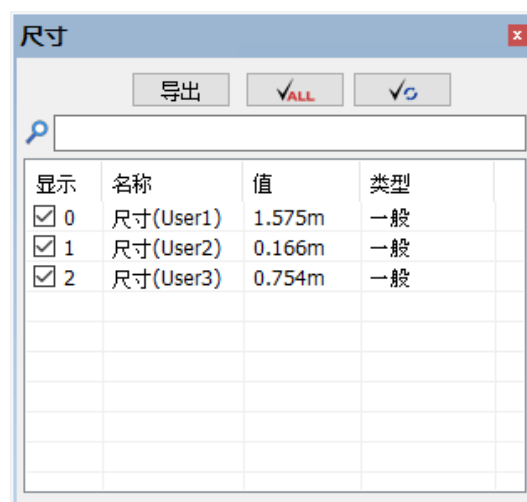 尺寸
导出 ALL
显示 名称 值 类型
0 尺寸(User1) 1.575m 一般
1 尺寸(User2) 0.166m 一般
2 尺寸(User3) 0.754m 一般